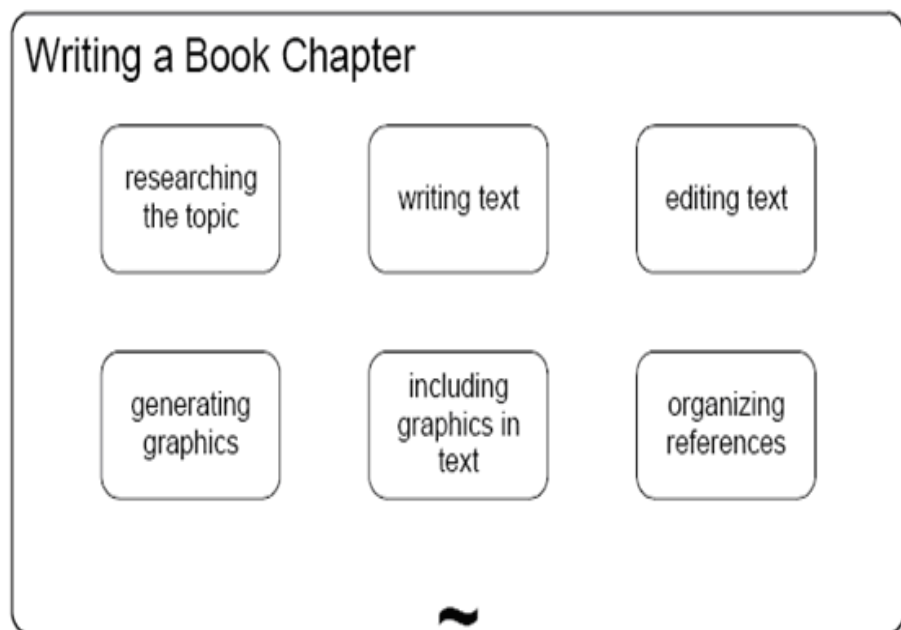 Writing a Book Chapter
researching
the topic
writing text
editing text
generating
graphics
including
graphics in
text
organizing
references
~